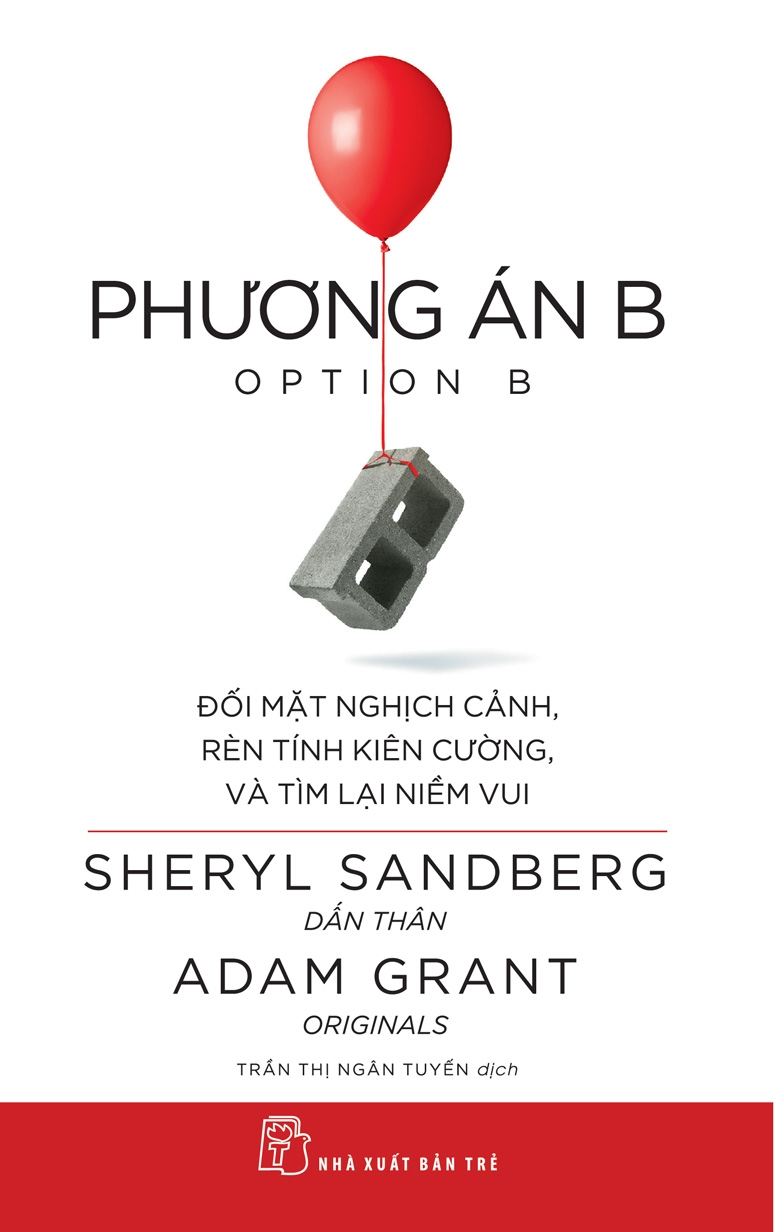 PHƯƠNG ÁN B
OPTION B
ĐỐI MẶT NGHỊCH CẢNH,
RÈN TÍNH KIÊN CƯỜNG,
VÀ TÌM LẠI NIỀM VUI
SHERYL SANDBERG
DẤN THÂN
ADAM GRANT
ORIGINALS
TRẦN THỊ NGÂN TUYẾN dịch
T
NHÀ XUẤT BẢN TRẺ